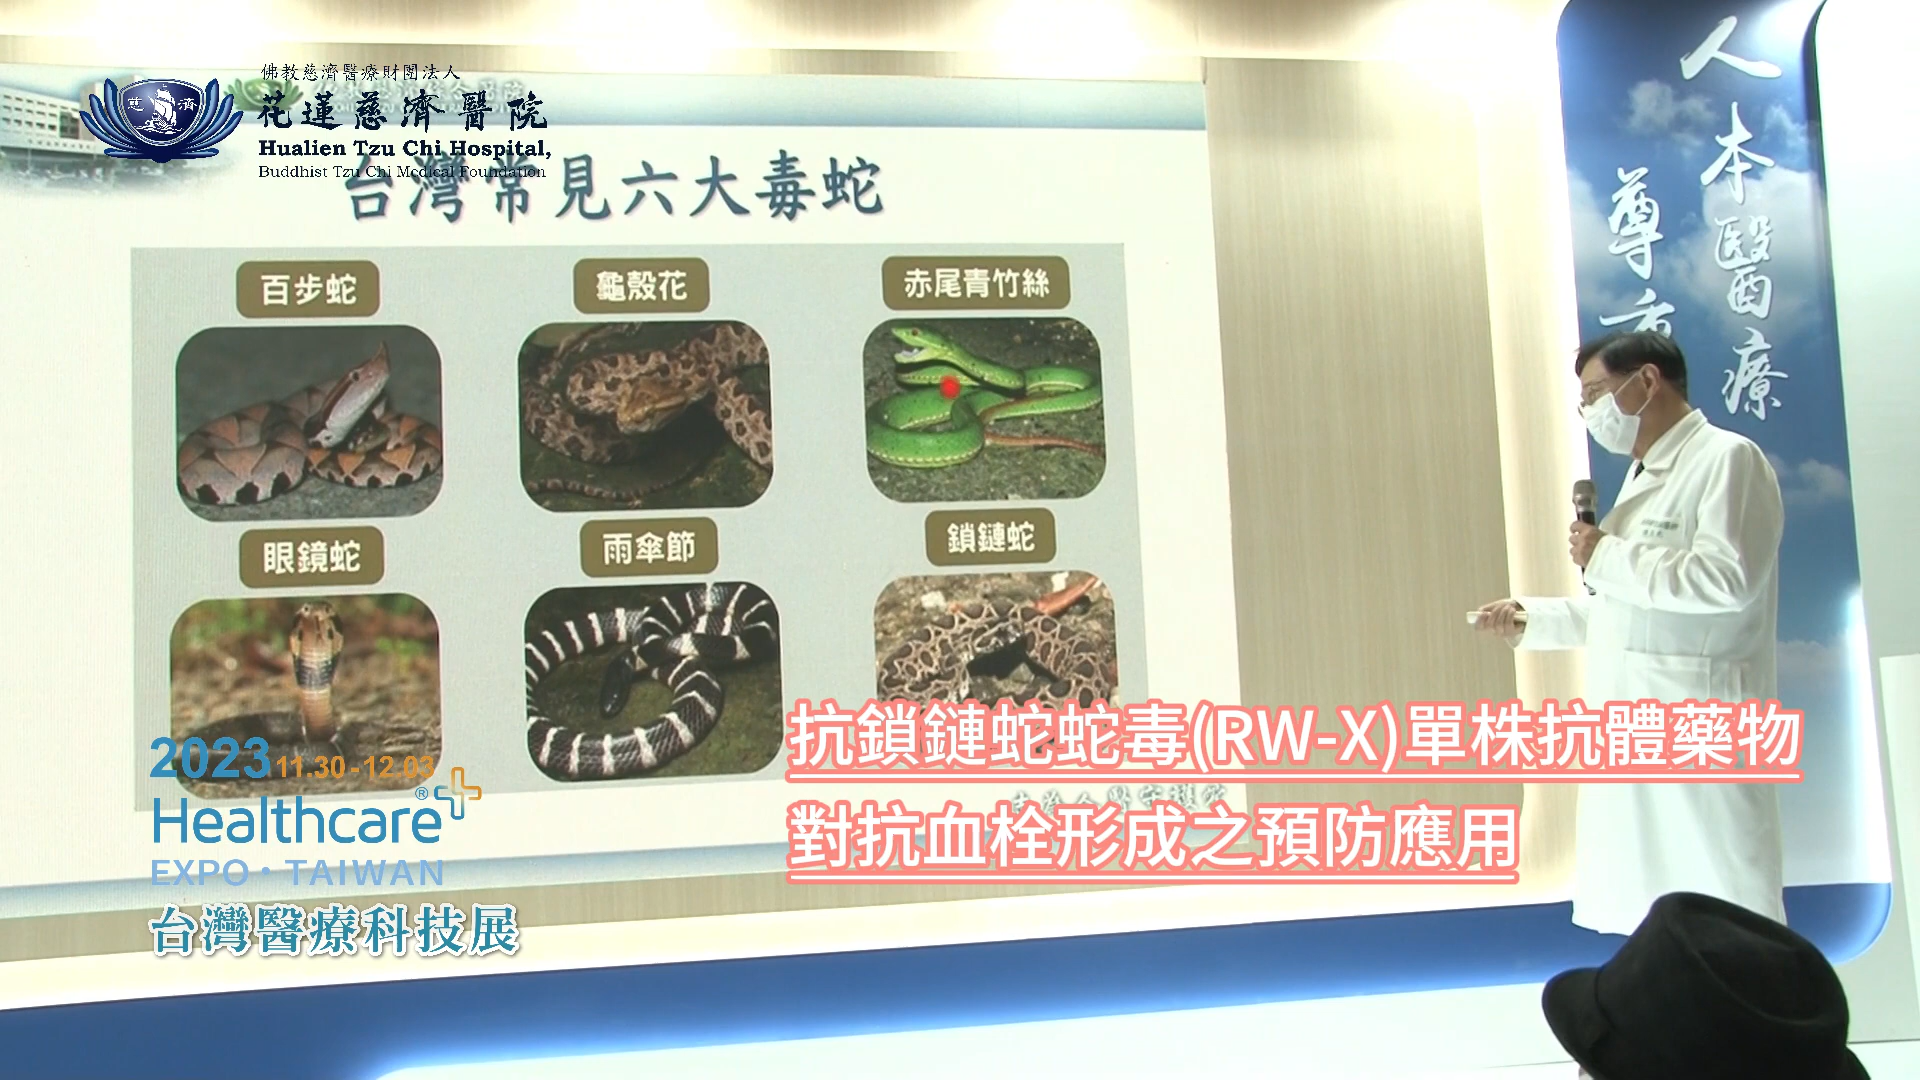 佛教慈濟醫療財團法人
花蓮慈濟醫院
Hualien Tzu Chi Hospital,
Buddhist Tzu Chi Medical Foundation
台灣常見六大毒蛇
百步蛇
龜殼花
赤尾青竹絲
眼鏡蛇
雨傘節
鎖鏈蛇
人本醫療
尊重
抗鎖鏈蛇蛇毒(RW-X)單株抗體藥物
對抗血栓形成之預防應用
2023 11.30-12.03
Healthcare®+
EXPO·TAIWAN
台灣醫療科技展